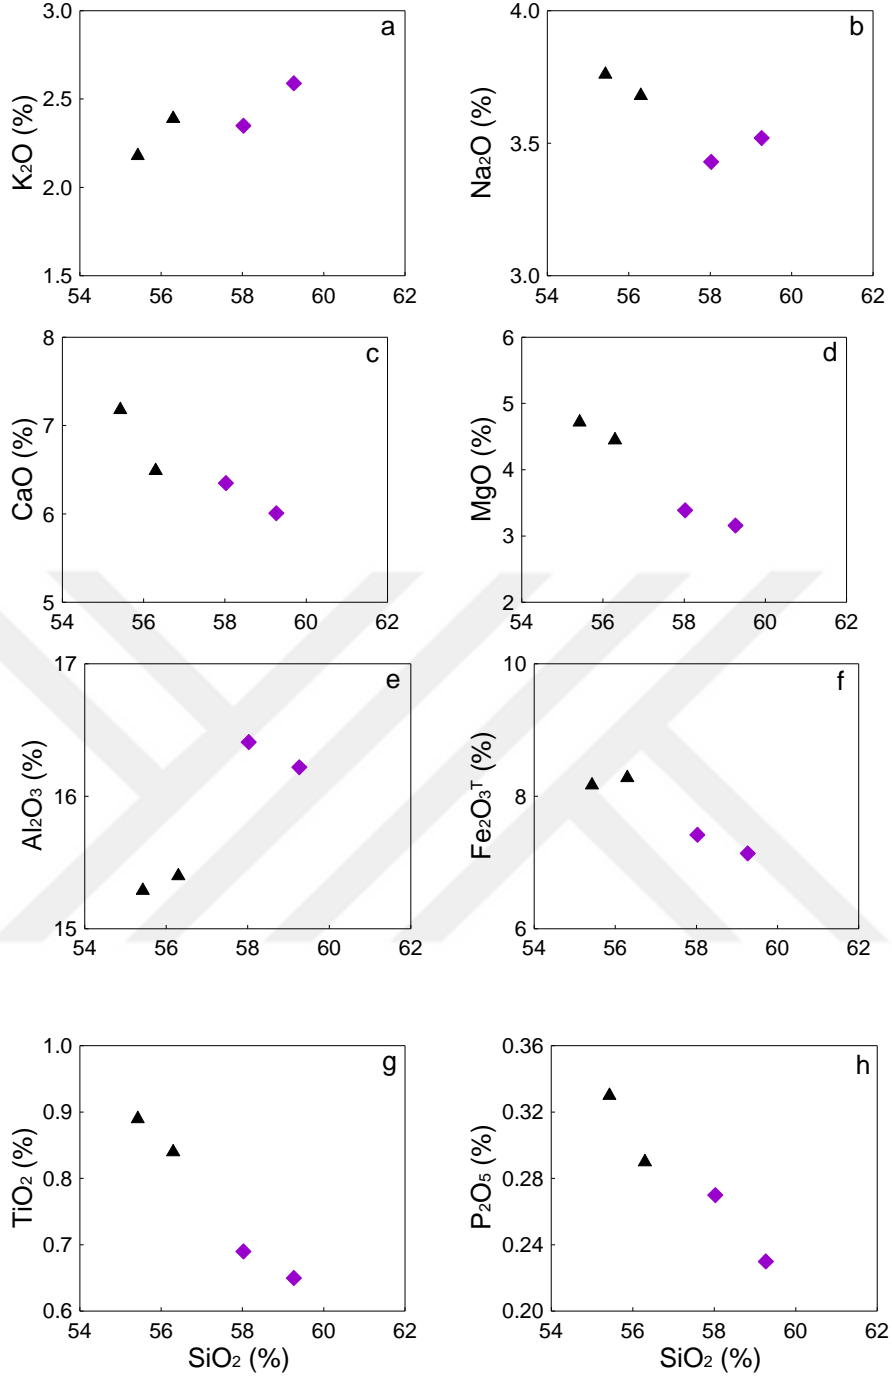 a
K₂O (%)
3.0
2.5
2.0
1.5
54 56 58 60 62
b
Na₂O (%)
4.0
3.5
3.0
54 56 58 60 62
c
CaO (%)
8
7
6
5
54 56 58 60 62
d
MgO (%)
6
5
4
3
2
54 56 58 60 62
e
Al₂O₃ (%)
17
16
15
54 56 58 60 62
f
Fe₂O₃ᵀ (%)
10
8
6
54 56 58 60 62
g
TiO₂ (%)
1.0
0.9
0.8
0.7
0.6
54 56 58 60 62
SiO₂ (%)
h
P₂O₅ (%)
0.36
0.32
0.28
0.24
0.20
54 56 58 60 62
SiO₂ (%)